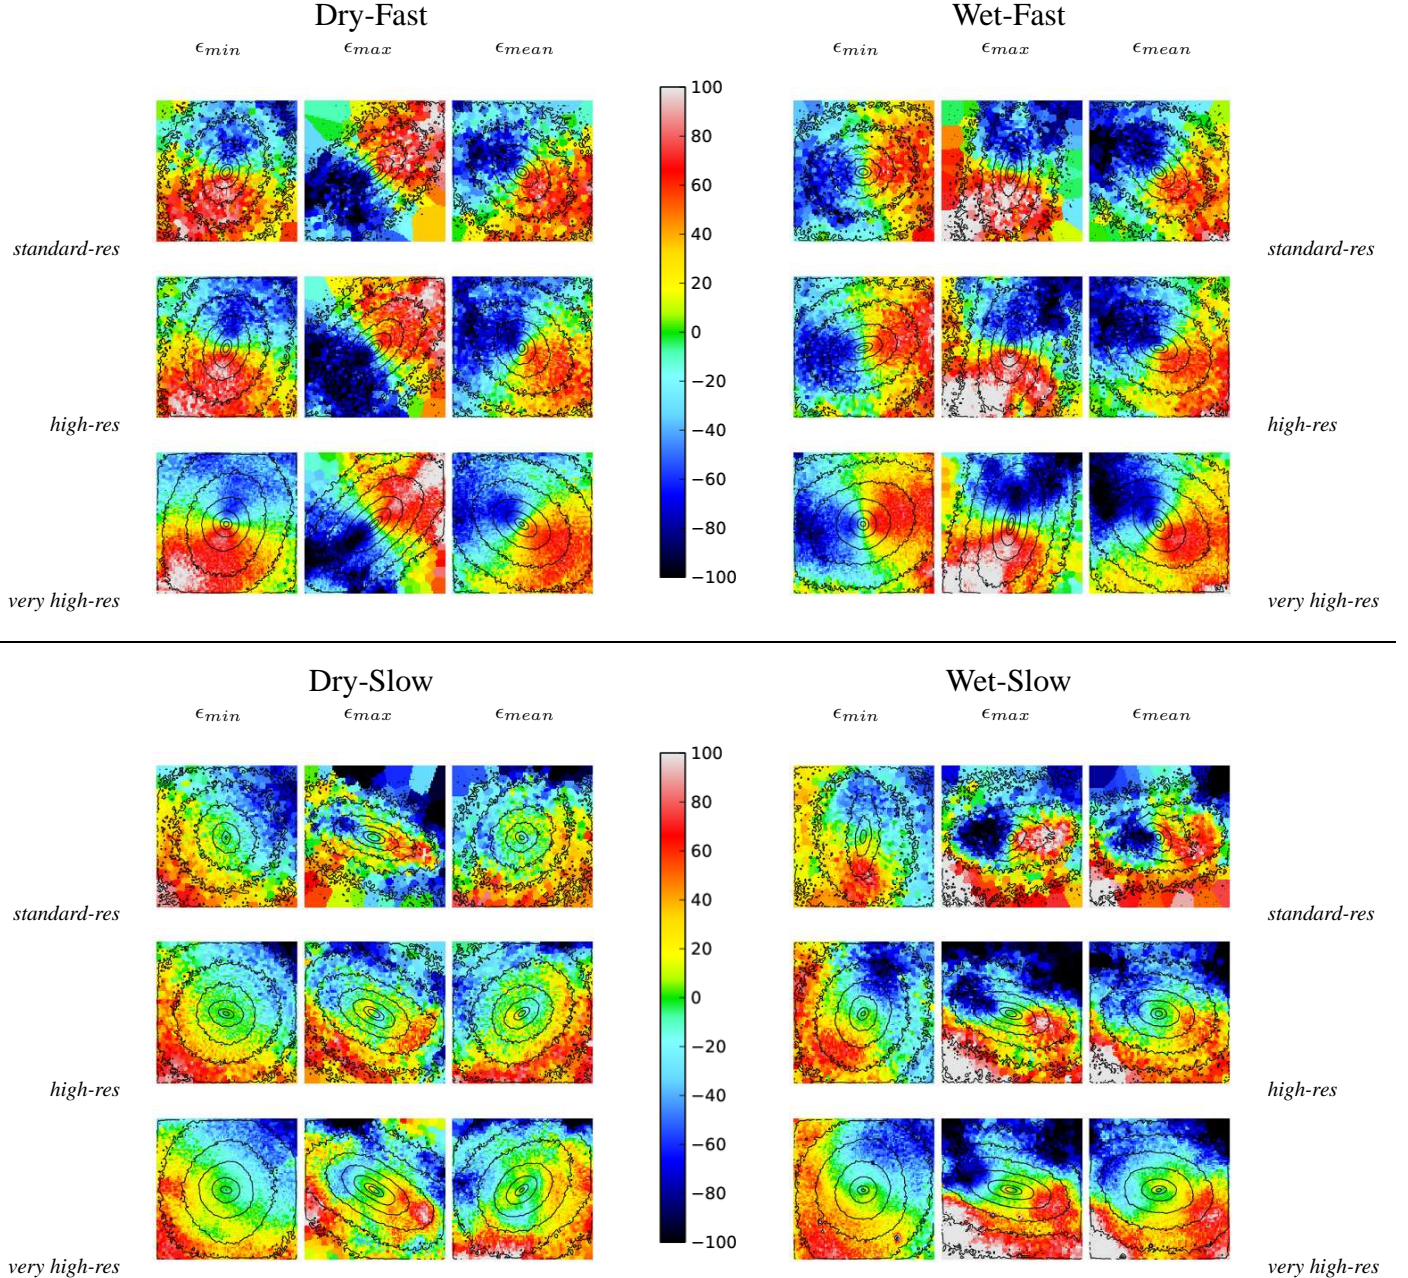 Dry-Fast Wet-Fast
ϵmin ϵmax ϵmean ϵmin ϵmax ϵmean
100
80
60
40
20
0
−20
−40
−60
−80
−100
standard-res standard-res
high-res high-res
very high-res very high-res
Dry-Slow Wet-Slow
ϵmin ϵmax ϵmean ϵmin ϵmax ϵmean
100
80
60
40
20
0
−20
−40
−60
−80
−100
standard-res standard-res
high-res high-res
very high-res very high-res